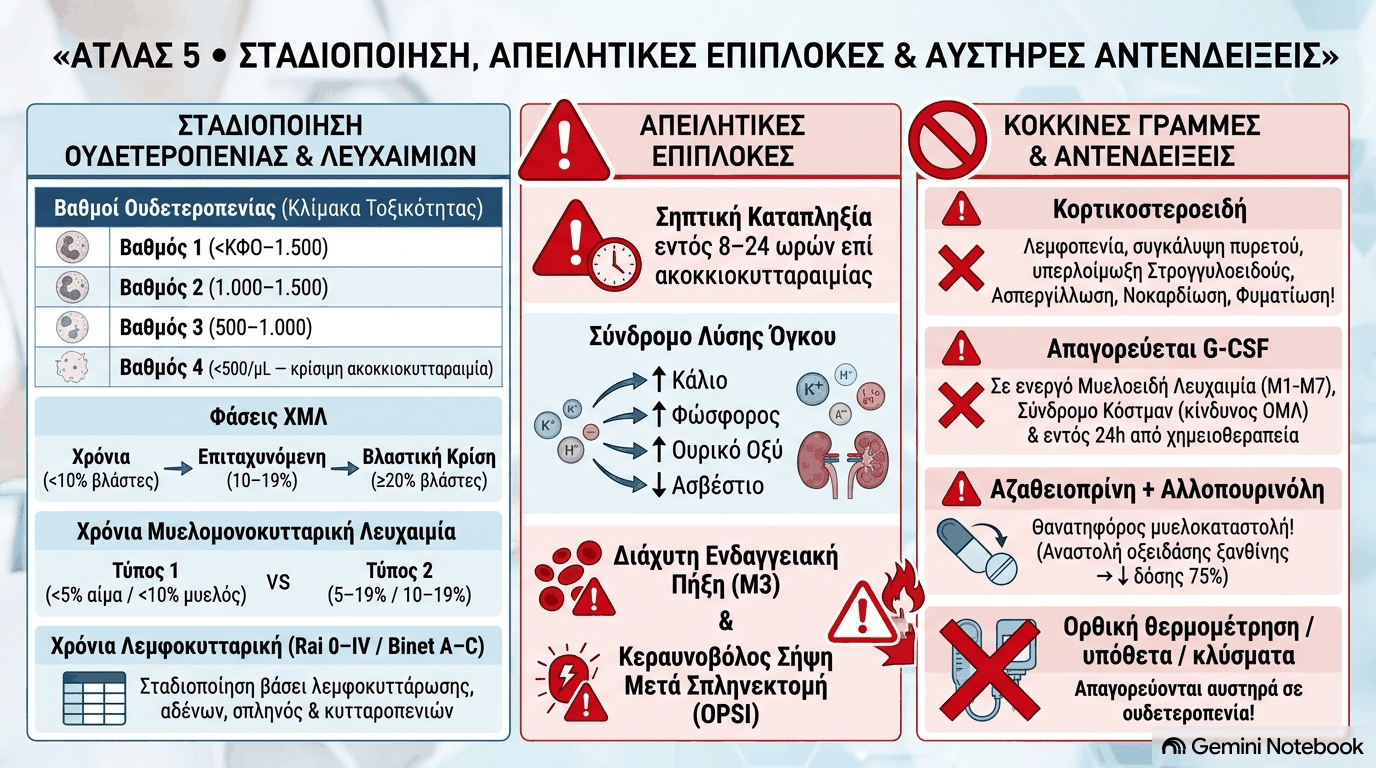 «ΑΤΛΑΣ 5 • ΣΤΑΔΙΟΠΟΙΗΣΗ, ΑΠΕΙΛΗΤΙΚΕΣ ΕΠΙΠΛΟΚΕΣ & ΑΥΣΤΗΡΕΣ ΑΝΤΕΝΔΕΙΞΕΙΣ»
ΣΤΑΔΙΟΠΟΙΗΣΗ
ΟΥΔΕΤΕΡΟΠΕΝΙΑΣ & ΛΕΥΧΑΙΜΙΩΝ
Βαθμοί Ουδετεροπενίας (Κλίμακα Τοξικότητας)
Βαθμός 1 (<ΚΦΟ–1.500)
Βαθμός 2 (1.000–1.500)
Βαθμός 3 (500–1.000)
Βαθμός 4 (<500/μL — κρίσιμη ακοκκιοκυτταραιμία)
Φάσεις ΧΜΛ
Χρόνια
(<10% βλάστες)
Επιταχυνόμενη
(10–19%)
Βλαστική Κρίση
(≥20% βλάστες)
Χρόνια Μυελομονοκυτταρική Λευχαιμία
Τύπος 1
(<5% αίμα / <10% μυελός)
VS
Τύπος 2
(5–19% / 10–19%)
Χρόνια Λεμφοκυτταρική (Rai 0–IV / Binet A–C)
Σταδιοποίηση βάσει λεμφοκυττάρωσης,
αδένων, σπληνός & κυτταροπενιών
ΑΠΕΙΛΗΤΙΚΕΣ
ΕΠΙΠΛΟΚΕΣ
Σηπτική Καταπληξία
εντός 8–24 ωρών επί
ακοκκιοκυτταραιμίας
Σύνδρομο Λύσης Όγκου
↑ Κάλιο
↑ Φώσφορος
↑ Ουρικό Οξύ
↓ Ασβέστιο
Διάχυτη Ενδαγγειακή
Πήξη (M3)
&
Κεραυνοβόλος Σήψη
Μετά Σπληνεκτομή
(OPSI)
ΚΟΚΚΙΝΕΣ ΓΡΑΜΜΕΣ
& ΑΝΤΕΝΔΕΙΞΕΙΣ
Κορτικοστεροειδή
Λεμφοπενία, συγκάλυψη πυρετού,
υπερλοίμωξη Στρογγυλοειδούς,
Ασπεργίλλωση, Νοκαρδίωση, Φυματίωση!
Απαγορεύεται G-CSF
Σε ενεργό Μυελοειδή Λευχαιμία (M1-M7),
Σύνδρομο Κόστμαν (κίνδυνος ΟΜΛ)
& εντός 24h από χημειοθεραπεία
Αζαθειοπρίνη + Αλλοπουρινόλη
Θανατηφόρος μυελοκαταστολή!
(Αναστολή οξειδάσης ξανθίνης
→ ↓ δόσης 75%)
Ορθική θερμομέτρηση /
υπόθετα / κλύσματα
Απαγορεύονται αυστηρά σε
ουδετεροπενία!
Gemini Notebook